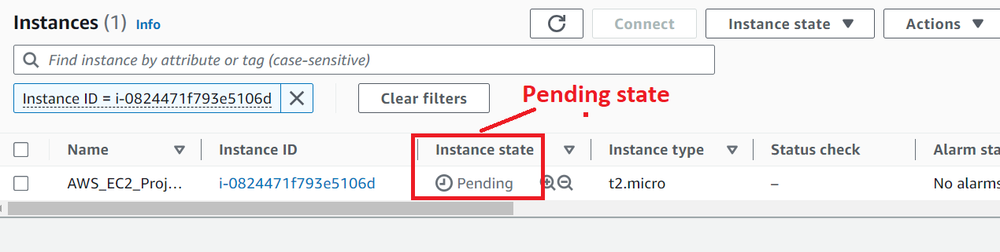 Instances (1) Info
Connect
Instance state
Actions
Find instance by attribute or tag (case-sensitive)
Instance ID = i-0824471f793e5106d
Clear filters
Pending state
Name Instance ID Instance state Instance type Status check Alarm sta
AWS_EC2_Proj... i-0824471f793e5106d Pending t2.micro – No alarms